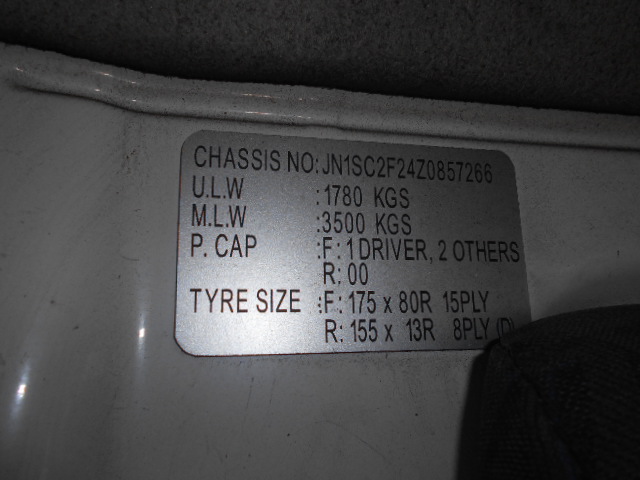 CHASSIS NO: JN1SC2F24Z0857266
U.L.W :1780 KGS
M.L.W :3500 KGS
P. CAP :F: 1 DRIVER, 2 OTHERS
R: 00
TYRE SIZE :F: 175 x 80R 15PLY
R: 155 x 13R 8PLY (D)